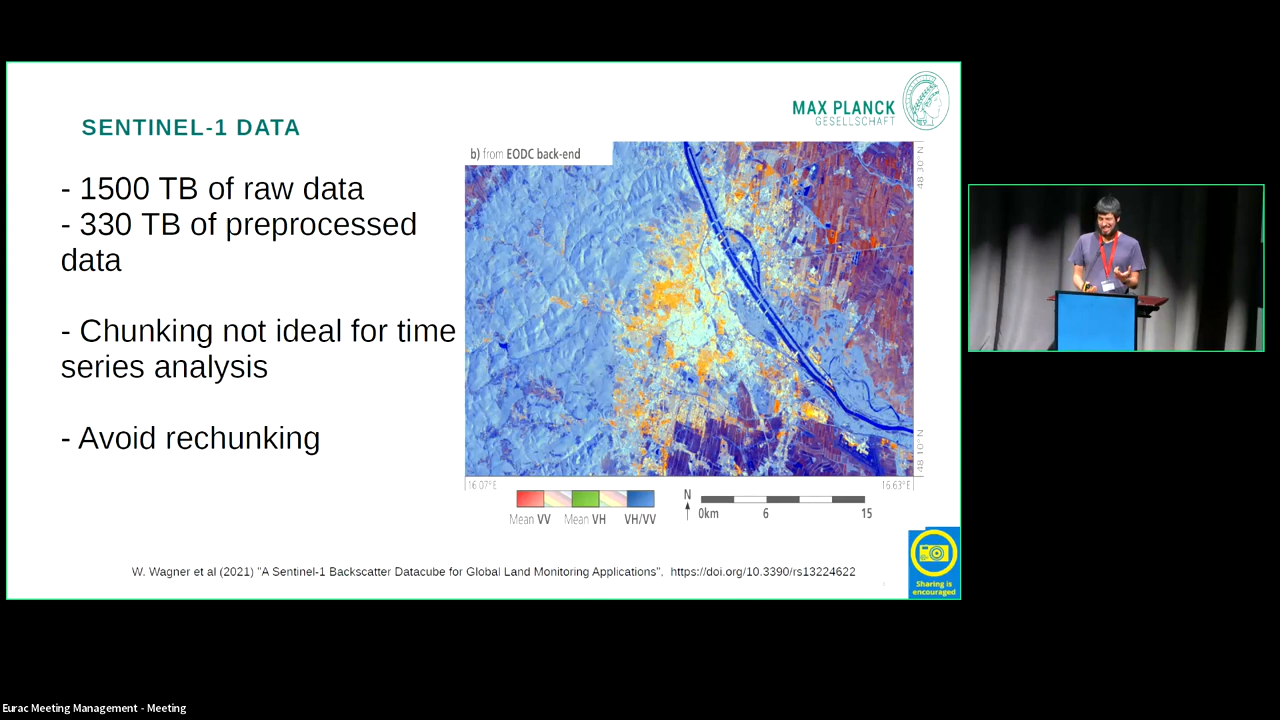 MAX PLANCK
GESELLSCHAFT
SENTINEL-1 DATA
- 1500 TB of raw data
- 330 TB of preprocessed
data
- Chunking not ideal for time
series analysis
- Avoid rechunking
b) from EODC back-end
48.30°N
48.10°N
16.07°E
16.63°E
Mean VV Mean VH VH/VV
N
0km 6 15
W. Wagner et al (2021) "A Sentinel-1 Backscatter Datacube for Global Land Monitoring Applications", https://doi.org/10.3390/rs13224622
Sharing is
encouraged
Eurac Meeting Management - Meeting